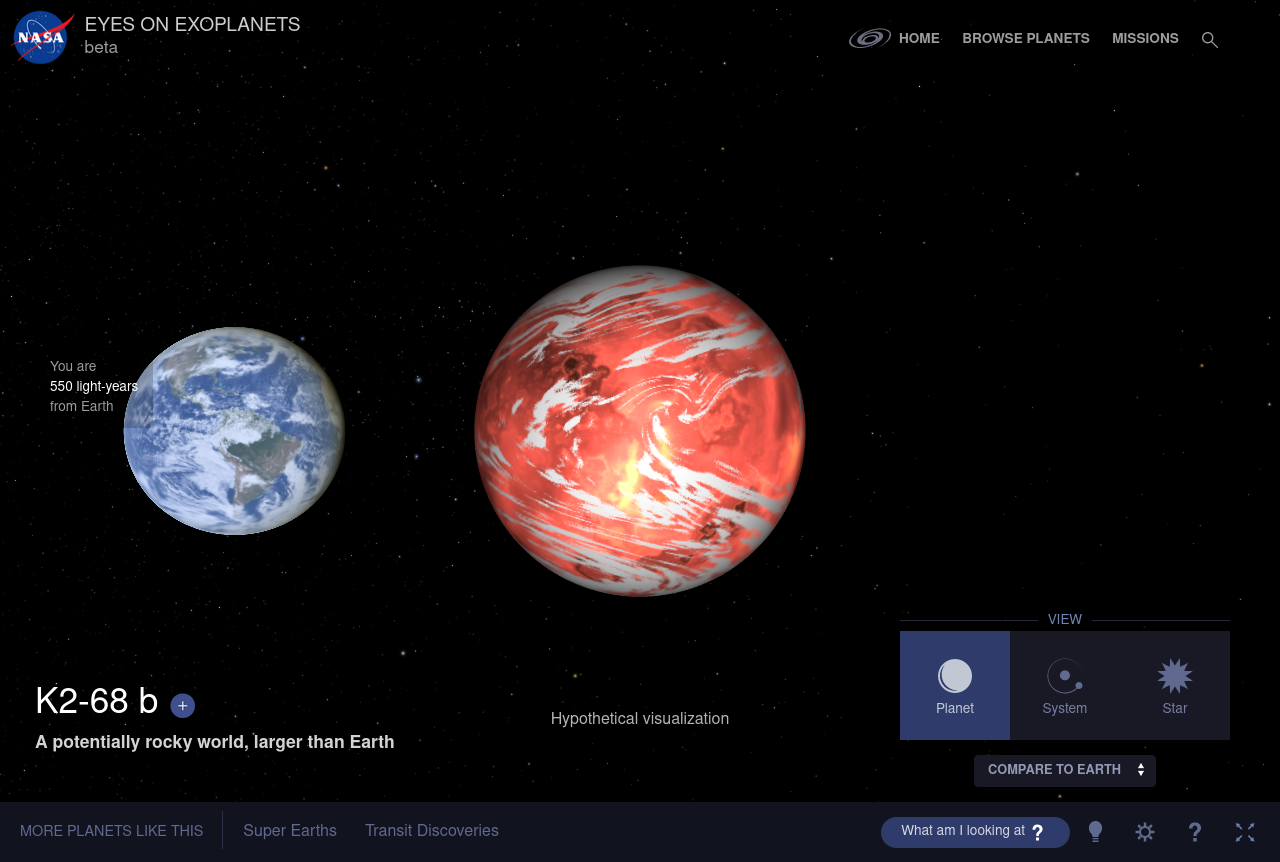 NASA
EYES ON EXOPLANETS
beta
HOME
BROWSE PLANETS
MISSIONS
You are
550 light-years
from Earth
K2-68 b +
A potentially rocky world, larger than Earth
Hypothetical visualization
VIEW
Planet
System
Star
COMPARE TO EARTH
MORE PLANETS LIKE THIS
Super Earths
Transit Discoveries
What am I looking at ?
?